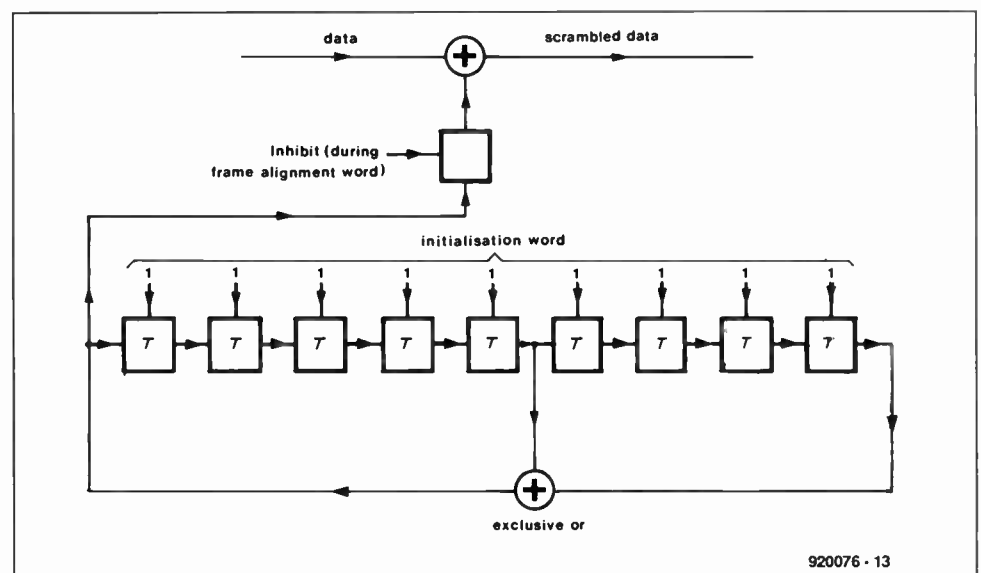 data
scrambled data
Inhibit (during
frame alignment word)
initialisation word
1 1 1 1 1 1 1 1 1
T T T T T T T T T
exclusive or
920076 - 13